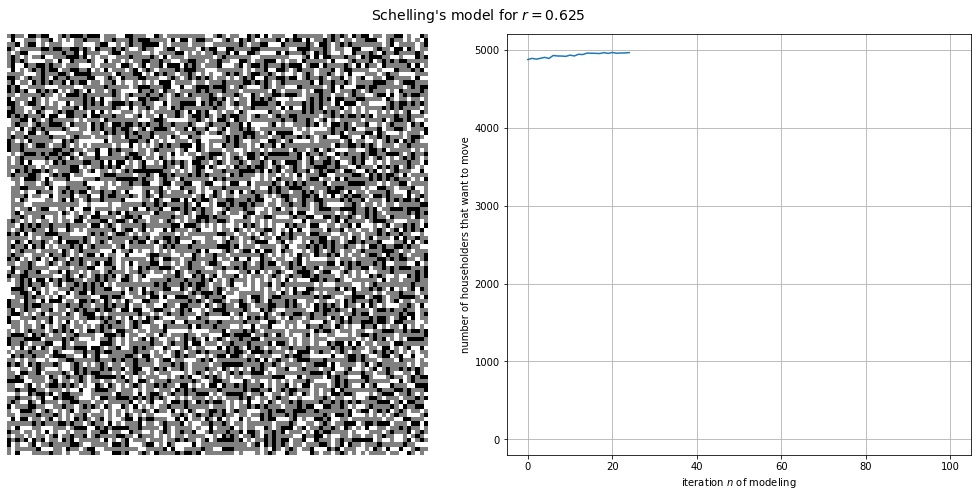 Schelling's model for r = 0.625
number of householders that want to move
5000
4000
3000
2000
1000
0
0 20 40 60 80 100
iteration n of modeling